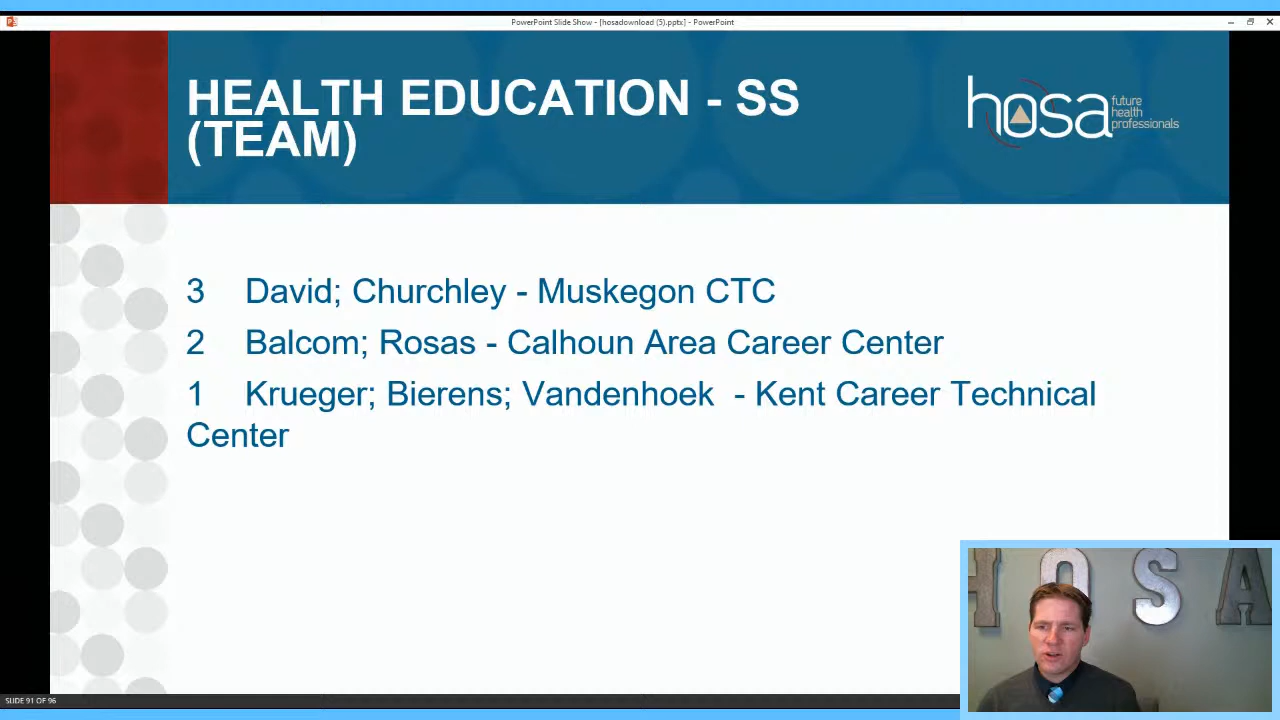 PowerPoint Slide Show - [hosadownload (5).pptx] - PowerPoint
HEALTH EDUCATION - SS
(TEAM)
hosa
future
health
professionals
3 David; Churchley - Muskegon CTC
2 Balcom; Rosas - Calhoun Area Career Center
1 Krueger; Bierens; Vandenhoek - Kent Career Technical
Center
HOSA
SLIDE 91 OF 96